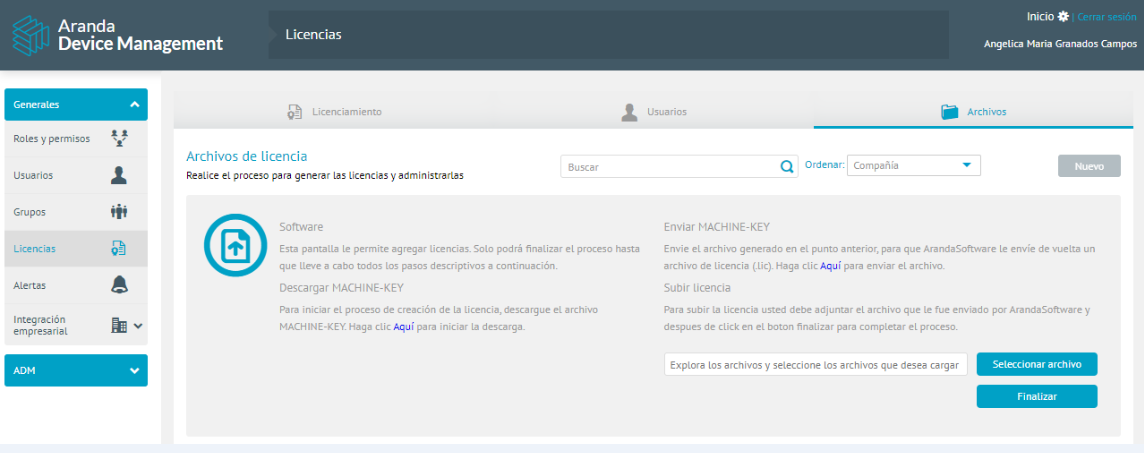 Aranda
Device Management
Licencias
Inicio | Cerrar sesión
Angelica Maria Granados Campos
Generales
Roles y permisos
Usuarios
Grupos
Licencias
Alertas
Integración
empresarial
ADM
Licenciamiento
Usuarios
Archivos
Archivos de licencia
Realice el proceso para generar las licencias y administrarlas
Buscar
Ordenar: Compañía
Nuevo
Software
Esta pantalla le permite agregar licencias. Solo podrá finalizar el proceso hasta
que lleve a cabo todos los pasos descriptivos a continuación.
Descargar MACHINE-KEY
Para iniciar el proceso de creación de la licencia, descargue el archivo
MACHINE-KEY. Haga clic Aquí para iniciar la descarga.
Enviar MACHINE-KEY
Envie el archivo generado en el punto anterior, para que ArandaSoftware le envíe de vuelta un
archivo de licencia (.lic). Haga clic Aquí para enviar el archivo.
Subir licencia
Para subir la licencia usted debe adjuntar el archivo que le fue enviado por ArandaSoftware y
despues de click en el boton finalizar para completar el proceso.
Explora los archivos y seleccione los archivos que desea cargar
Seleccionar archivo
Finalizar